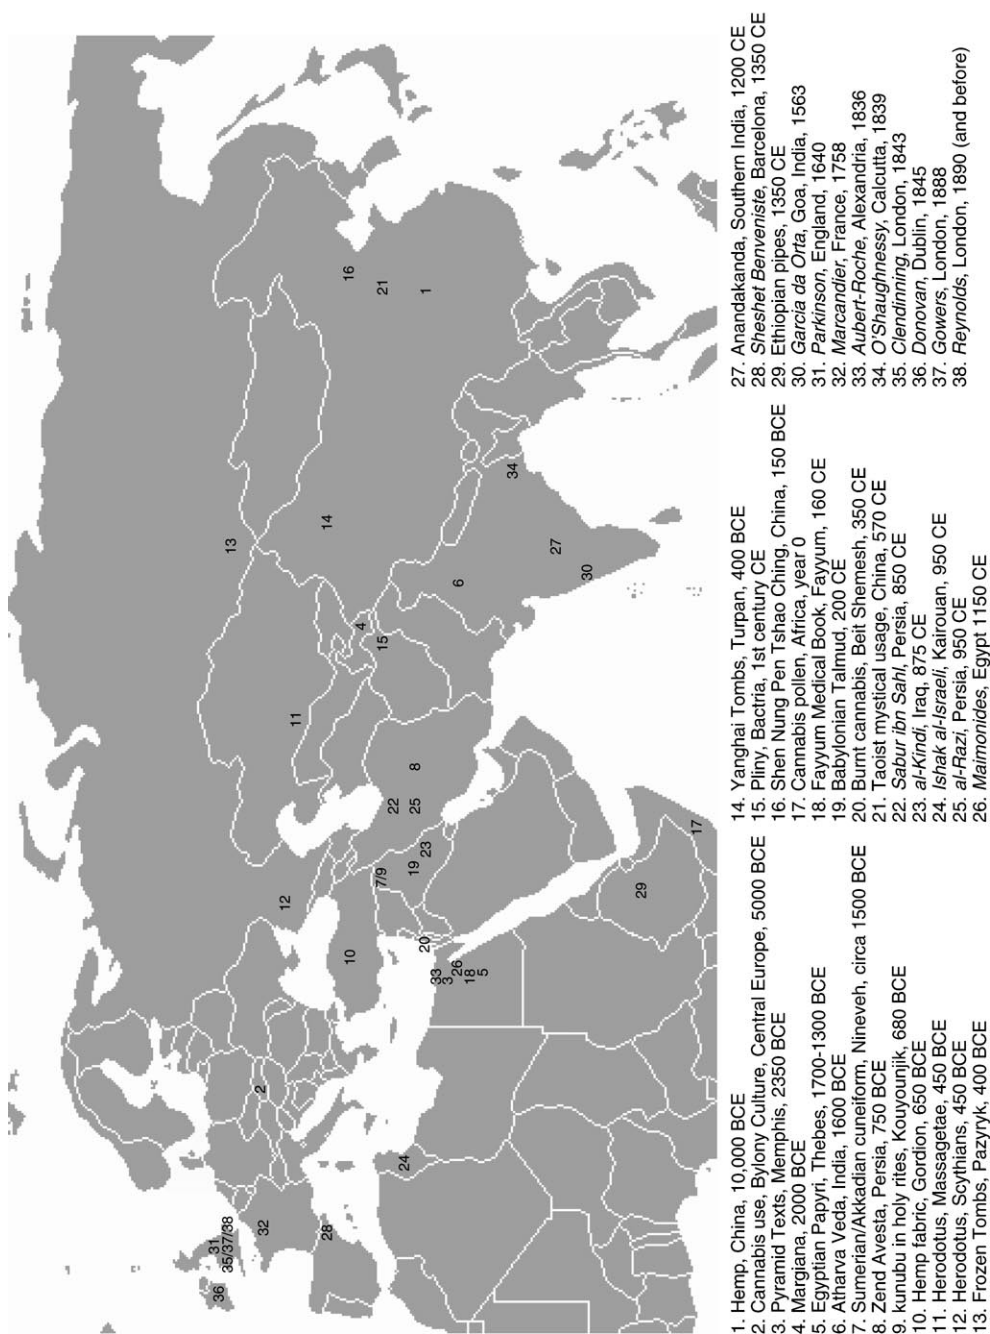 31
36
35/37/38
13
2
32
12
11
28
14
16
10
4
7/9
15
21
22
24
19
25
8
20
23
1
33
3
26
6
18
5
34
27
30
29
17
1. Hemp, China, 10,000 BCE
2. Cannabis use, Bylony Culture, Central Europe, 5000 BCE
3. Pyramid Texts, Memphis, 2350 BCE
4. Margiana, 2000 BCE
5. Egyptian Papyri, Thebes, 1700-1300 BCE
6. Atharva Veda, India, 1600 BCE
7. Sumerian/Akkadian cuneiform, Nineveh, circa 1500 BCE
8. Zend Avesta, Persia, 750 BCE
9. kunubu in holy rites, Kouyounjik, 680 BCE
10. Hemp fabric, Gordion, 650 BCE
11. Herodotus, Massagetae, 450 BCE
12. Herodotus, Scythians, 450 BCE
13. Frozen Tombs, Pazyryk, 400 BCE
14. Yanghai Tombs, Turpan, 400 BCE
15. Pliny, Bactria, 1st century CE
16. Shen Nung Pen Tshao Ching, China, 150 BCE
17. Cannabis pollen, Africa, year 0
18. Fayyum Medical Book, Fayyum, 160 CE
19. Babylonian Talmud, 200 CE
20. Burnt cannabis, Beit Shemesh, 350 CE
21. Taoist mystical usage, China, 570 CE
22. Sabur ibn Sahl, Persia, 850 CE
23. al-Kindi, Iraq, 875 CE
24. Ishak al-Israeli, Kairouan, 950 CE
25. al-Razi, Persia, 950 CE
26. Maimonides, Egypt 1150 CE
27. Anandakanda, Southern India, 1200 CE
28. Sheshet Benveniste, Barcelona, 1350 CE
29. Ethiopian pipes, 1350 CE
30. Garcia da Orta, Goa, India, 1563
31. Parkinson, England, 1640
32. Marcandier, France, 1758
33. Aubert-Roche, Alexandria, 1836
34. O'Shaughnessy, Calcutta, 1839
35. Clendinning, London, 1843
36. Donovan, Dublin, 1845
37. Gowers, London, 1888
38. Reynolds, London, 1890 (and before)